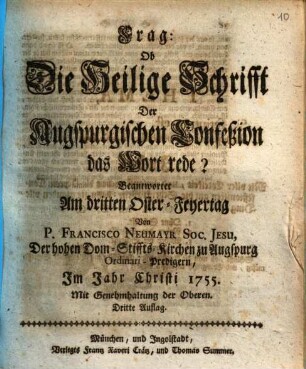 10
Frag:
Ob
Die Heilige Schrifft
Der
Augspurgischen Confeßion
das Wort rede?
Beantwortet
Am dritten Oster-Feyertag
Von
P. FRANCISCO NEUMAYR SOC. JESU,
Der hohen Dom-Stiffts-Kirchen zu Augspurg
Ordinari-Predigern,
Im Jahr Christi 1755.
Mit Genehmhaltung der Oberen.
Dritte Auflag.
München, und Ingolstadt,
Verlegts Frantz Xaveri Crätz, und Thomas Summer.